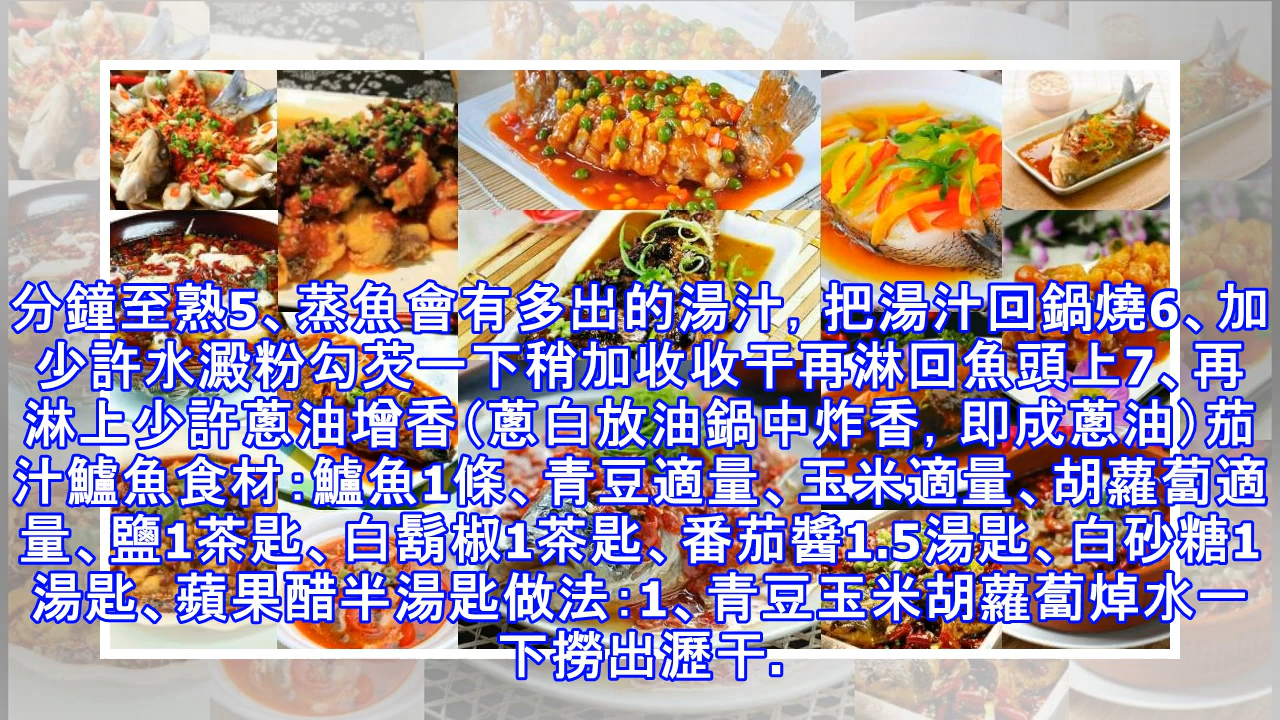 分鐘至熟5、蒸魚會有多出的湯汁, 把湯汁回鍋燒6、加
少許水澱粉勾芡一下稍加收收干再淋回魚頭上7、再
淋上少許蔥油增香(蔥白放油鍋中炸香, 即成蔥油)茄
汁鱸魚食材:鱸魚1條、青豆適量、玉米適量、胡蘿蔔適
量、鹽1茶匙、白鬍椒1茶匙、番茄醬1.5湯匙、白砂糖1
湯匙、蘋果醋半湯匙做法:1、青豆玉米胡蘿蔔焯水一
下撈出瀝干.